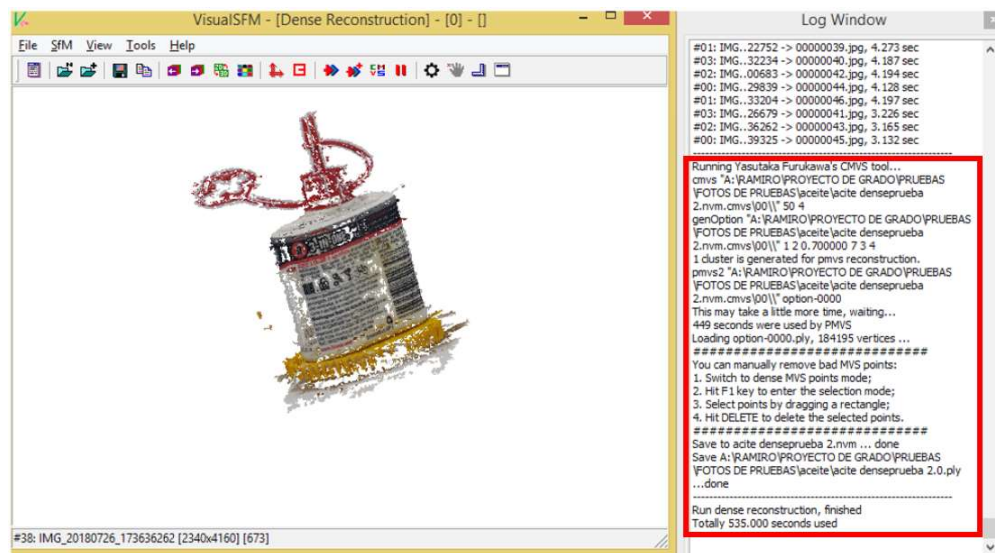 VisualSFM - [Dense Reconstruction] - [0] - []
File SfM View Tools Help
#38: IMG_20180726_173636262 [2340x4160] [673]
Log Window
#01: IMG..22752 -> 00000039.jpg, 4.273 sec
#03: IMG..32234 -> 00000040.jpg, 4.187 sec
#02: IMG..00683 -> 00000042.jpg, 4.194 sec
#00: IMG..29839 -> 00000044.jpg, 4.128 sec
#01: IMG..33204 -> 00000046.jpg, 4.197 sec
#03: IMG..26679 -> 00000041.jpg, 3.226 sec
#02: IMG..36262 -> 00000043.jpg, 3.165 sec
#00: IMG..39325 -> 00000045.jpg, 3.132 sec
Running Yasutaka Furukawa's CMVS tool...
cmvs "A:\RAMIRO\PROYECTO DE GRADO\PRUEBAS
\FOTOS DE PRUEBAS\aceite\acite denseprueba
2.nvm.cmvs\00\\" 50 4
genOption "A:\RAMIRO\PROYECTO DE GRADO\PRUEBAS
\FOTOS DE PRUEBAS\aceite\acite denseprueba
2.nvm.cmvs\00\\" 1 2 0.700000 7 3 4
1 cluster is generated for pmvs reconstruction.
pmvs2 "A:\RAMIRO\PROYECTO DE GRADO\PRUEBAS
\FOTOS DE PRUEBAS\aceite\acite denseprueba
2.nvm.cmvs\00\\" option-0000
This may take a little more time, waiting...
449 seconds were used by PMVS
Loading option-0000.ply, 184195 vertices ...
#############################
You can manually remove bad MVS points:
1. Switch to dense MVS points mode;
2. Hit F1 key to enter the selection mode;
3. Select points by dragging a rectangle;
4. Hit DELETE to delete the selected points.
#############################
Save to acite denseprueba 2.nvm ... done
Save A:\RAMIRO\PROYECTO DE GRADO\PRUEBAS
\FOTOS DE PRUEBAS\aceite\acite denseprueba 2.0.ply
...done
Run dense reconstruction, finished
Totally 535.000 seconds used